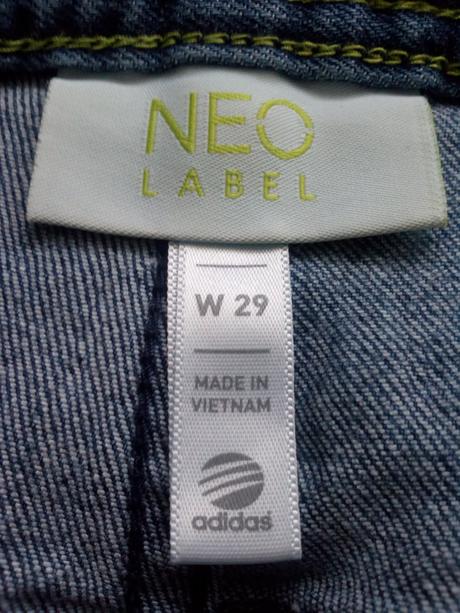 NEO
LABEL
W 29
MADE IN
VIETNAM
adidas